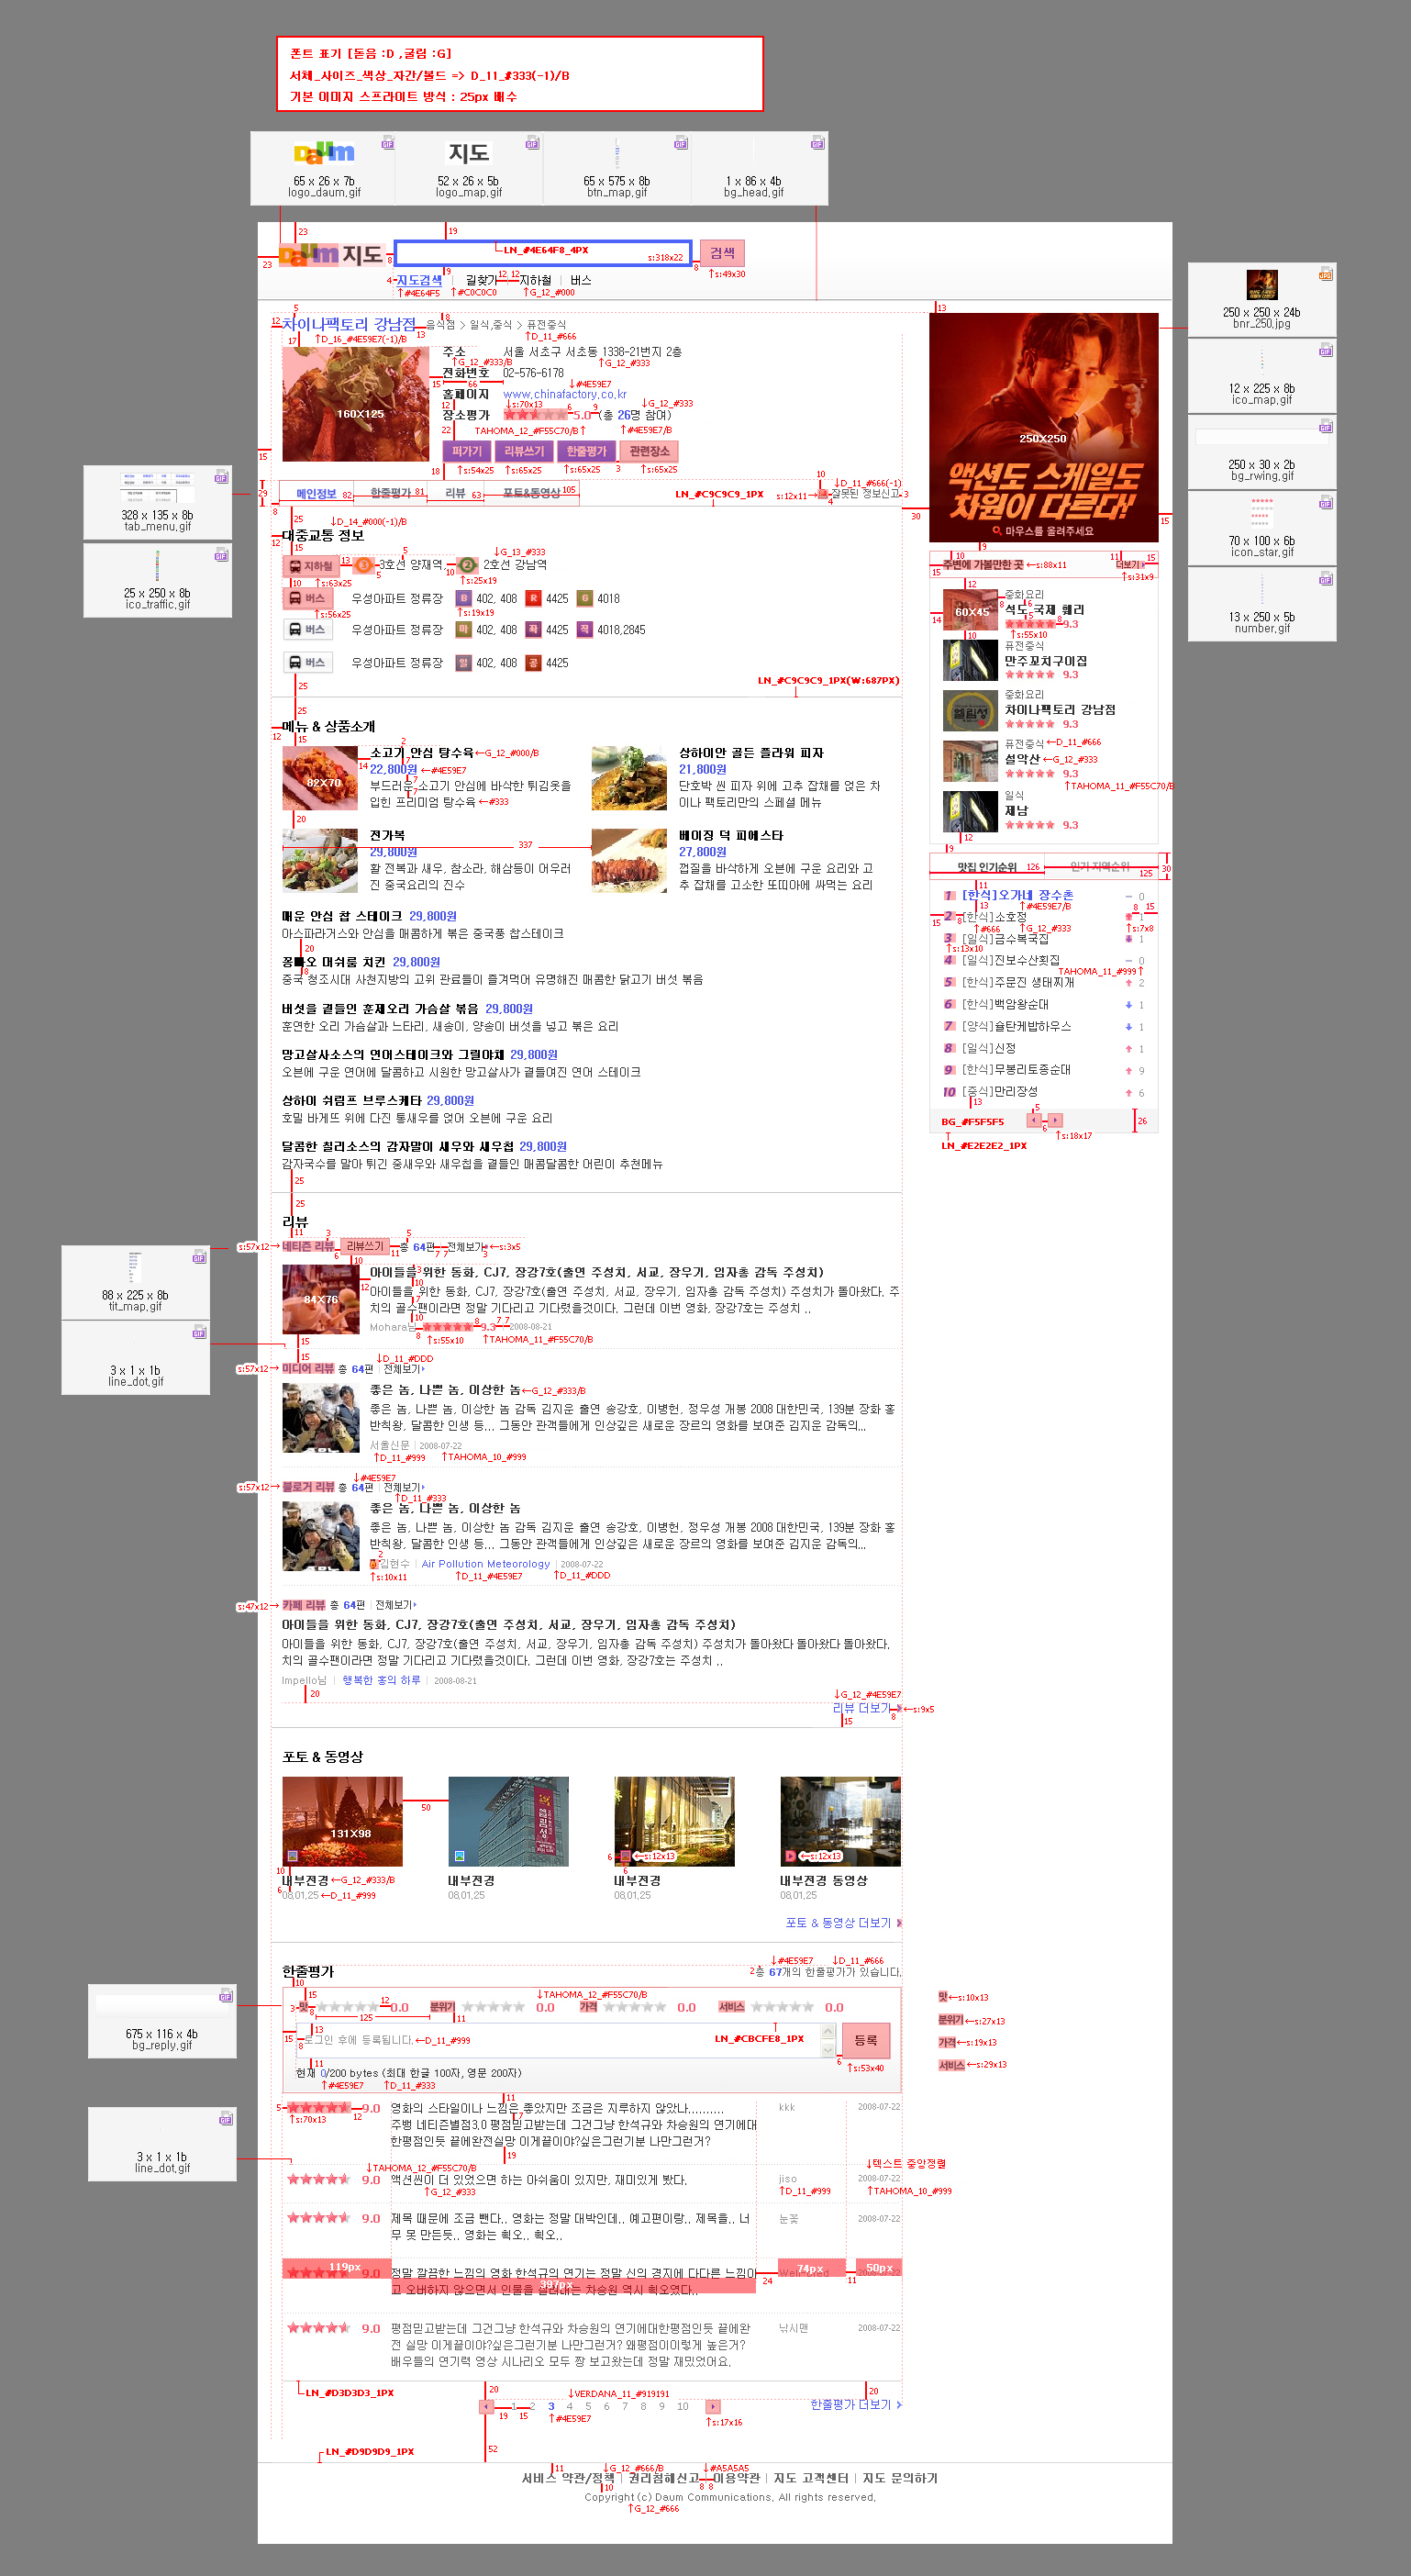 폰트 표기 [돋음 :D ,굴림 :G]
서체_사이즈_색상_자간/볼드 => D_11_#333(-1)/B
기본 이미지 스프라이트 방식 : 25px 배수
65 x 26 x 7b
logo_daum.gif
52 x 26 x 5b
logo_map.gif
65 x 575 x 8b
btn_map.gif
1 x 86 x 4b
bg_head.gif
23
19
Daum 지도
LN_#4E64F8_4PX
s:318x22
검색
23
8
8
↑s:49x30
9
4
지도검색
길찾기
12
12
지하철
버스
↑#4E64F5
↑#C0C0C0
↑G_12_#000
250 x 250 x 24b
bnr_250.jpg
12 x 225 x 8b
ico_map.gif
250 x 30 x 2b
bg_rwing.gif
70 x 100 x 6b
icon_star.gif
13 x 250 x 5b
number.gif
차이나팩토리 강남점
음식점 > 일식,중식 > 퓨전중식
↑D_16_#4E59E7(-1)/B
↑D_11_#666
160X125
주소
서울 서초구 서초동 1338-21번지 2층
↑G_12_#333/B
↑G_12_#333
전화번호
02-576-6178
↓#4E59E7
홈페이지
www.chinafactory.co.kr
↓s:70x13
↓G_12_#333
장소평가
5.0
(총 26명 참여)
TAHOMA_12_#F55C70/B↑
↑#4E59E7/B
퍼가기
리뷰쓰기
한줄평가
관련장소
↑s:54x25
↑s:65x25
↑s:65x25
↑s:65x25
328 x 135 x 8b
tab_menu.gif
25 x 250 x 8b
ico_traffic.gif
메인정보 82
한줄평가 81
리뷰 63
포토&동영상 105
LN_#C9C9C9_1PX
↓D_11_#666(-1)
s:12x11→
잘못된 정보신고
250X250
액션도 스케일도
차원이 다르다!
마우스를 올려주세요
↓D_14_#000(-1)/B
대중교통 정보
↓G_13_#333
지하철
3호선 양재역,
2호선 강남역
↑s:63x25
↑s:25x19
버스
우성아파트 정류장
B 402, 408
R 4425
G 4018
↑s:56x25
↑s:19x19
버스
우성아파트 정류장
마 402, 408
좌 4425
직 4018,2845
버스
우성아파트 정류장
일 402, 408
공 4425
LN_#C9C9C9_1PX(W:687PX)
주변에 가볼만한 곳
←s:88x11
더보기
↑s:31x9
60X45
중화요리
석도 국제 훼리
9.3
↑s:55x10
퓨전중식
만주꼬치구이집
9.3
중화요리
차이나팩토리 강남점
9.3
퓨전중식
←D_11_#666
설악산
←G_12_#333
9.3
↑TAHOMA_11_#F55C70/B
일식
제남
9.3
메뉴 & 상품소개
82X70
소고기 안심 탕수육
←G_12_#000/B
22,800원
←#4E59E7
부드러운 소고기 안심에 바삭한 튀김옷을
입힌 프리미엄 탕수육
←#333
상하이안 골든 플라워 피자
21,800원
단호박 씬 피자 위에 고추 잡채를 얹은 차
이나 팩토리만의 스페셜 메뉴
전가복
337
29,800원
활 전복과 새우, 참소라, 해삼등이 어우러
진 중국요리의 진수
베이징 덕 피에스타
27,800원
껍질을 바삭하게 오븐에 구운 요리와 고
추 잡채를 고소한 또띠아에 싸먹는 요리
매운 안심 찹 스테이크 29,800원
아스파라거스와 안심을 매콤하게 볶은 중국풍 찹스테이크
머쉬룸 치킨 29,800원
중국 청조시대 사천지방의 고위 관료들이 즐겨먹어 유명해진 매콤한 닭고기 버섯 볶음
버섯을 곁들인 훈제오리 가슴살 볶음 29,800원
훈연한 오리 가슴살과 느타리, 새송이, 양송이 버섯을 넣고 볶은 요리
망고살사소스의 연어스테이크와 그릴야채 29,800원
오븐에 구운 연어에 달콤하고 시원한 망고살사가 곁들여진 연어 스테이크
상하이 쉬림프 브루스케타 29,800원
호밀 바게뜨 위에 다진 통새우를 얹어 오븐에 구운 요리
달콤한 칠리소스의 감자말이 새우와 새우칩 29,800원
감자국수를 말아 튀긴 중새우와 새우칩을 곁들인 매콤달콤한 어린이 추천메뉴
맛집 인기순위 126
인기 지역순위
125
30
1 [한식]오가네 장수촌 0
↑#4E59E7/B
2 [한식]소호정 1
↑#666
↑G_12_#333
↑s:7x8
3 [일식]금수복국집 1
↑s:13x10
4 [일식]진보수산횟집 0
TAHOMA_11_#999↑
5 [한식]주문진 생태찌개 2
6 [한식]백암왕순대 1
7 [양식]술탄케밥하우스 1
8 [일식]신정 1
9 [한식]무봉리토종순대 9
10 [중식]만리장성 6
BG_#F5F5F5
26
↑s:18x17
LN_#E2E2E2_1PX
리뷰
s:57x12→
네티즌 리뷰
리뷰쓰기
총 64편
전체보기
←s:3x5
84X76
아이들을 위한 동화, CJ7, 장강7호(출연 주성치, 서교, 장우기, 임자총 감독 주성치)
아이들을 위한 동화, CJ7, 장강7호(출연 주성치, 서교, 장우기, 임자총 감독 주성치) 주성치가 돌아왔다. 주
치의 골수팬이라면 정말 기다리고 기다렸을것이다. 그런데 이번 영화, 장강7호는 주성치 ..
Mohara님
9.3
2008-08-21
↑s:55x10
↑TAHOMA_11_#F55C70/B
88 x 225 x 8b
tit_map.gif
3 x 1 x 1b
line_dot.gif
↓D_11_#DDD
s:57x12→
미디어 리뷰 총 64편 전체보기
좋은 놈, 나쁜 놈, 이상한 놈
←G_12_#333/B
좋은 놈, 나쁜 놈, 이상한 놈 감독 김지운 출연 송강호, 이병헌, 정우성 개봉 2008 대한민국, 139분 장화 홍
반칙왕, 달콤한 인생 등... 그동안 관객들에게 인상깊은 새로운 장르의 영화를 보여준 김지운 감독의...
서울신문
2008-07-22
↑D_11_#999
↑TAHOMA_10_#999
↓#4E59E7
s:57x12→
블로거 리뷰 총 64편 전체보기
↑D_11_#333
좋은 놈, 나쁜 놈, 이상한 놈
좋은 놈, 나쁜 놈, 이상한 놈 감독 김지운 출연 송강호, 이병헌, 정우성 개봉 2008 대한민국, 139분 장화 홍
반칙왕, 달콤한 인생 등... 그동안 관객들에게 인상깊은 새로운 장르의 영화를 보여준 김지운 감독의...
김현수
Air Pollution Meteorology
2008-07-22
↑s:10x11
↑D_11_#4E59E7
↑D_11_#DDD
s:47x12→
카페 리뷰 총 64편 전체보기
아이들을 위한 동화, CJ7, 장강7호(출연 주성치, 서교, 장우기, 임자총 감독 주성치)
아이들을 위한 동화, CJ7, 장강7호(출연 주성치, 서교, 장우기, 임자총 감독 주성치) 주성치가 돌아왔다 돌아왔다 돌아왔다.
치의 골수팬이라면 정말 기다리고 기다렸을것이다. 그런데 이번 영화, 장강7호는 주성치 ..
Impello님
행복한 홍의 하루
2008-08-21
↓G_12_#4E59E7
리뷰 더보기
←s:9x5
포토 & 동영상
131X98
50
←s:12x13
←s:12x13
내부전경
←G_12_#333/B
08.01.25
←D_11_#999
내부전경
08.01.25
내부전경
08.01.25
내부전경 동영상
08.01.25
포토 & 동영상 더보기
한줄평가
↓#4E59E7
↓D_11_#666
총 67개의 한줄평가가 있습니다.
↓TAHOMA_12_#F55C70/B
맛 0.0
분위기 0.0
가격 0.0
서비스 0.0
125
로그인 후에 등록됩니다.
←D_11_#999
LN_#CBCFE8_1PX
등록
↑s:53x40
현재 0/200 bytes (최대 한글 100자, 영문 200자)
↑#4E59E7
↑D_11_#333
맛←s:10x13
분위기←s:27x13
가격←s:19x13
서비스←s:29x13
675 x 116 x 4b
bg_reply.gif
3 x 1 x 1b
line_dot.gif
9.0
영화의 스타일이나 느낌은 좋았지만 조금은 지루하지 않았나..........
주뱅 네티즌별점3.0 평점믿고받는데 그건그냥 한석규와 차승원의 연기에대
한평점인듯 끝에완전실망 이게끝이야?싶은그런기분 나만그런거?
kkk
2008-07-22
↑s:70x13
↓TAHOMA_12_#F55C70/B
↓텍스트 중앙정렬
9.0
액션씬이 더 있었으면 하는 아쉬움이 있지만, 재미있게 봤다.
jiso
2008-07-22
↑G_12_#333
↑D_11_#999
↑TAHOMA_10_#999
9.0
제목 때문에 조금 뺀다.. 영화는 정말 대박인데.. 예고편이랑.. 제목을.. 너
무 못 만든듯.. 영화는 훠오.. 훠오..
눈꽃
2008-07-22
119px
74px
50px
9.0
정말 깔끔한 느낌의 영화 한석규의 연기는 정말 신의 경지에 다다른 느낌이
397px
Well-bred
2008-07-22
9.0
평점믿고받는데 그건그냥 한석규와 차승원의 연기에대한평점인듯 끝에완
전 실망 이게끝이야?싶은그런기분 나만그런거? 왜평점이이렇게 높은거?
배우들의 연기력 영상 시나리오 모두 짱 보고왔는데 정말 재밌었어요.
낚시맨
2008-07-22
LN_#D3D3D3_1PX
↓VERDANA_11_#919191
1 2 3 4 5 6 7 8 9 10
한줄평가 더보기
↑#4E59E7
↑s:17x16
LN_#D9D9D9_1PX
52
↓G_12_#666/B
↓#A5A5A5
서비스 약관/정책 | 권리침해신고 | 이용약관 | 지도 고객센터 | 지도 문의하기
Copyright (c) Daum Communications. All rights reserved.
↑G_12_#666